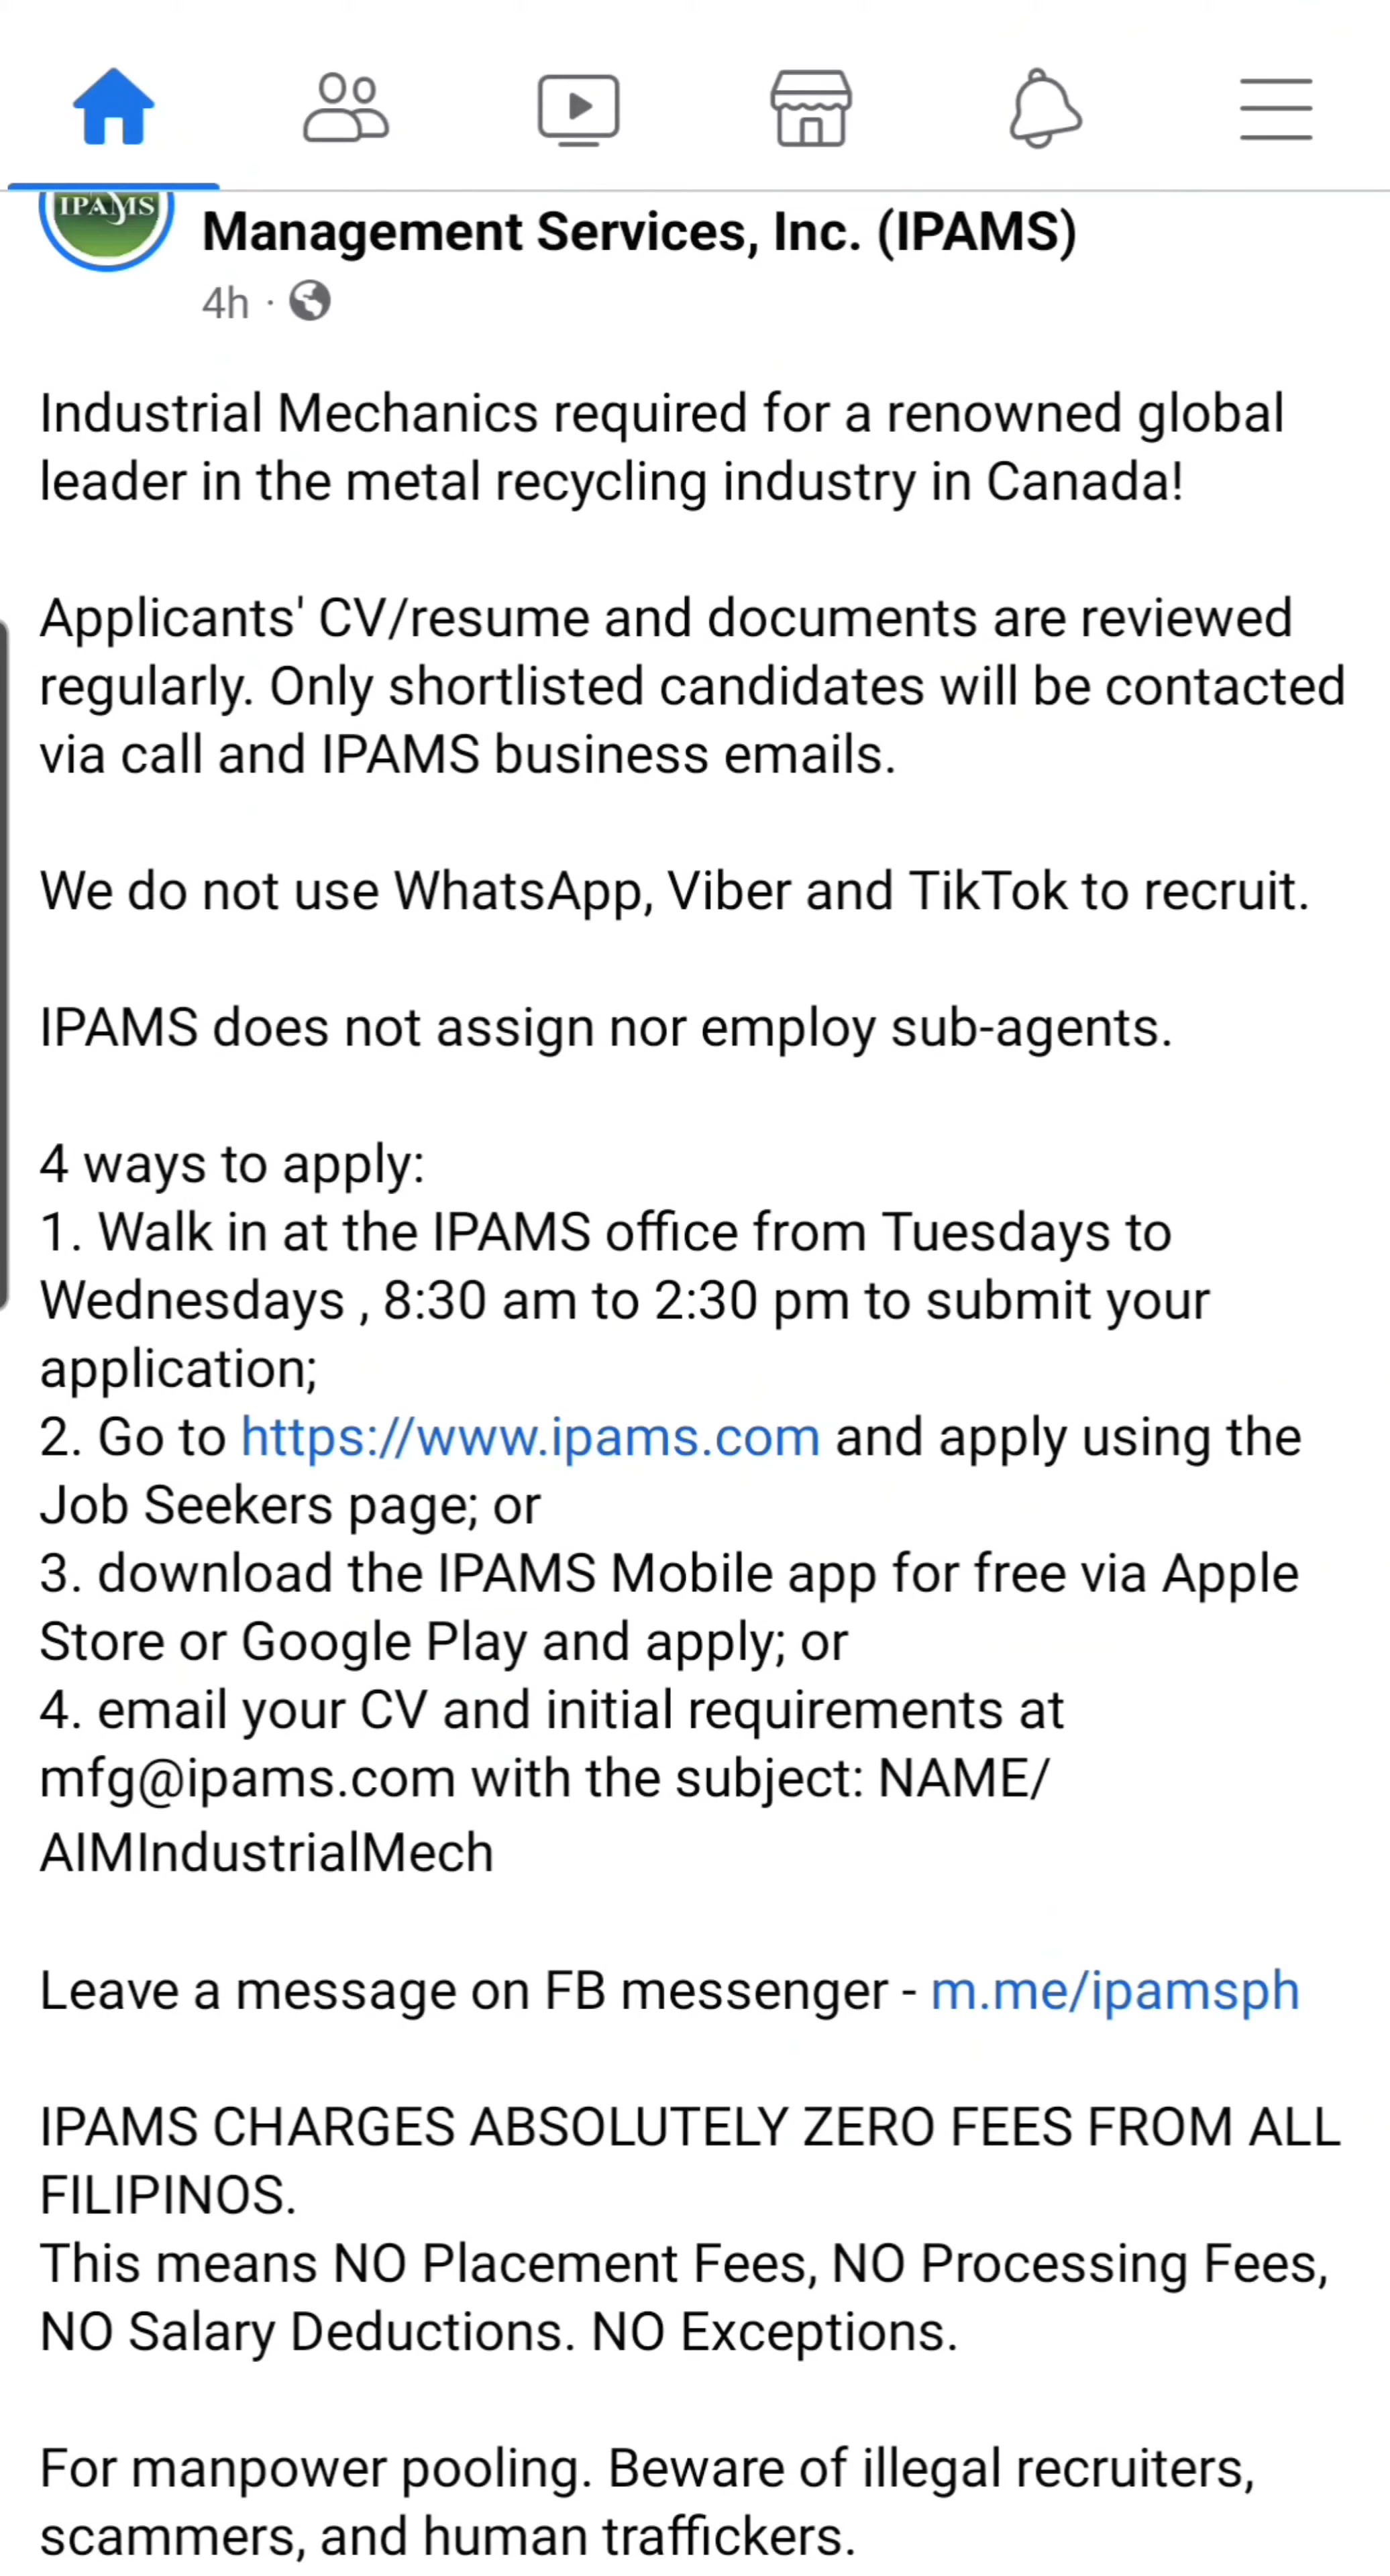 IPAMS
Management Services, Inc. (IPAMS)
4h ·
Industrial Mechanics required for a renowned global
leader in the metal recycling industry in Canada!
Applicants' CV/resume and documents are reviewed
regularly. Only shortlisted candidates will be contacted
via call and IPAMS business emails.
We do not use WhatsApp, Viber and TikTok to recruit.
IPAMS does not assign nor employ sub-agents.
4 ways to apply:
1. Walk in at the IPAMS office from Tuesdays to
Wednesdays , 8:30 am to 2:30 pm to submit your
application;
2. Go to https://www.ipams.com and apply using the
Job Seekers page; or
3. download the IPAMS Mobile app for free via Apple
Store or Google Play and apply; or
4. email your CV and initial requirements at
mfg@ipams.com with the subject: NAME/
AIMIndustrialMech
Leave a message on FB messenger - m.me/ipamsph
IPAMS CHARGES ABSOLUTELY ZERO FEES FROM ALL
FILIPINOS.
This means NO Placement Fees, NO Processing Fees,
NO Salary Deductions. NO Exceptions.
For manpower pooling. Beware of illegal recruiters,
scammers, and human traffickers.